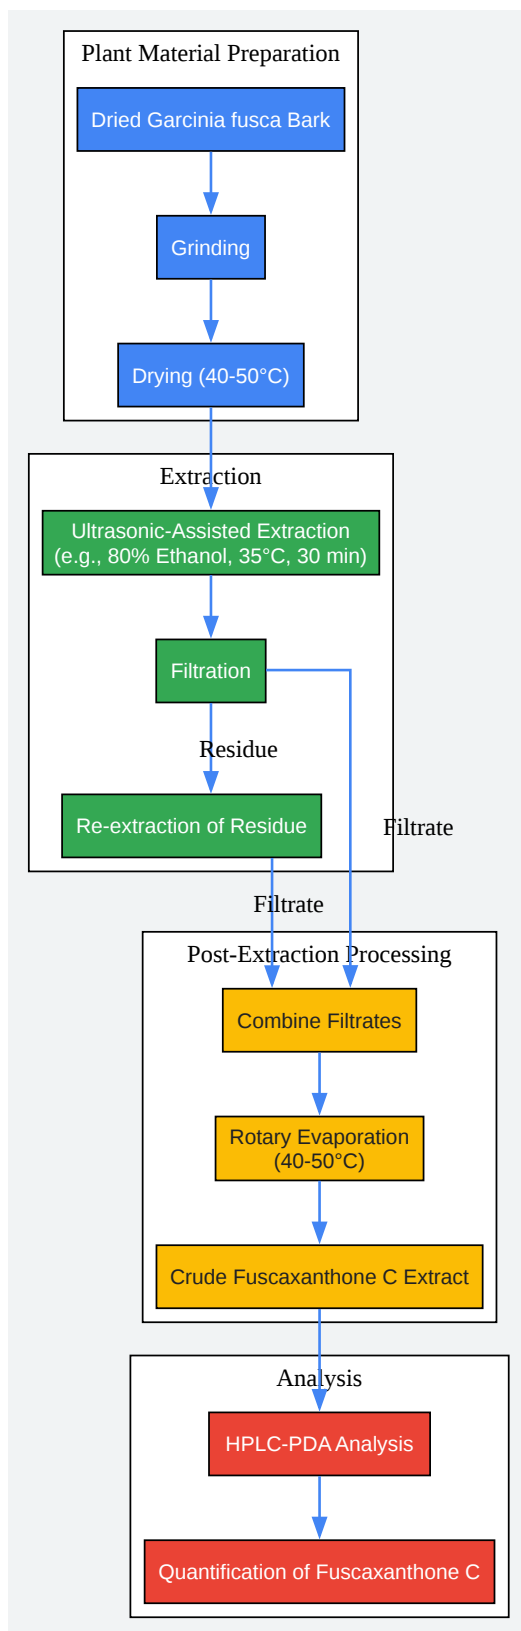 Plant Material Preparation
Dried Garcinia fusca Bark
Grinding
Drying (40-50°C)
Extraction
Ultrasonic-Assisted Extraction
(e.g., 80% Ethanol, 35°C, 30 min)
Filtration
Residue
Re-extraction of Residue
Filtrate
Filtrate
Post-Extraction Processing
Combine Filtrates
Rotary Evaporation
(40-50°C)
Crude Fuscaxanthone C Extract
Analysis
HPLC-PDA Analysis
Quantification of Fuscaxanthone C